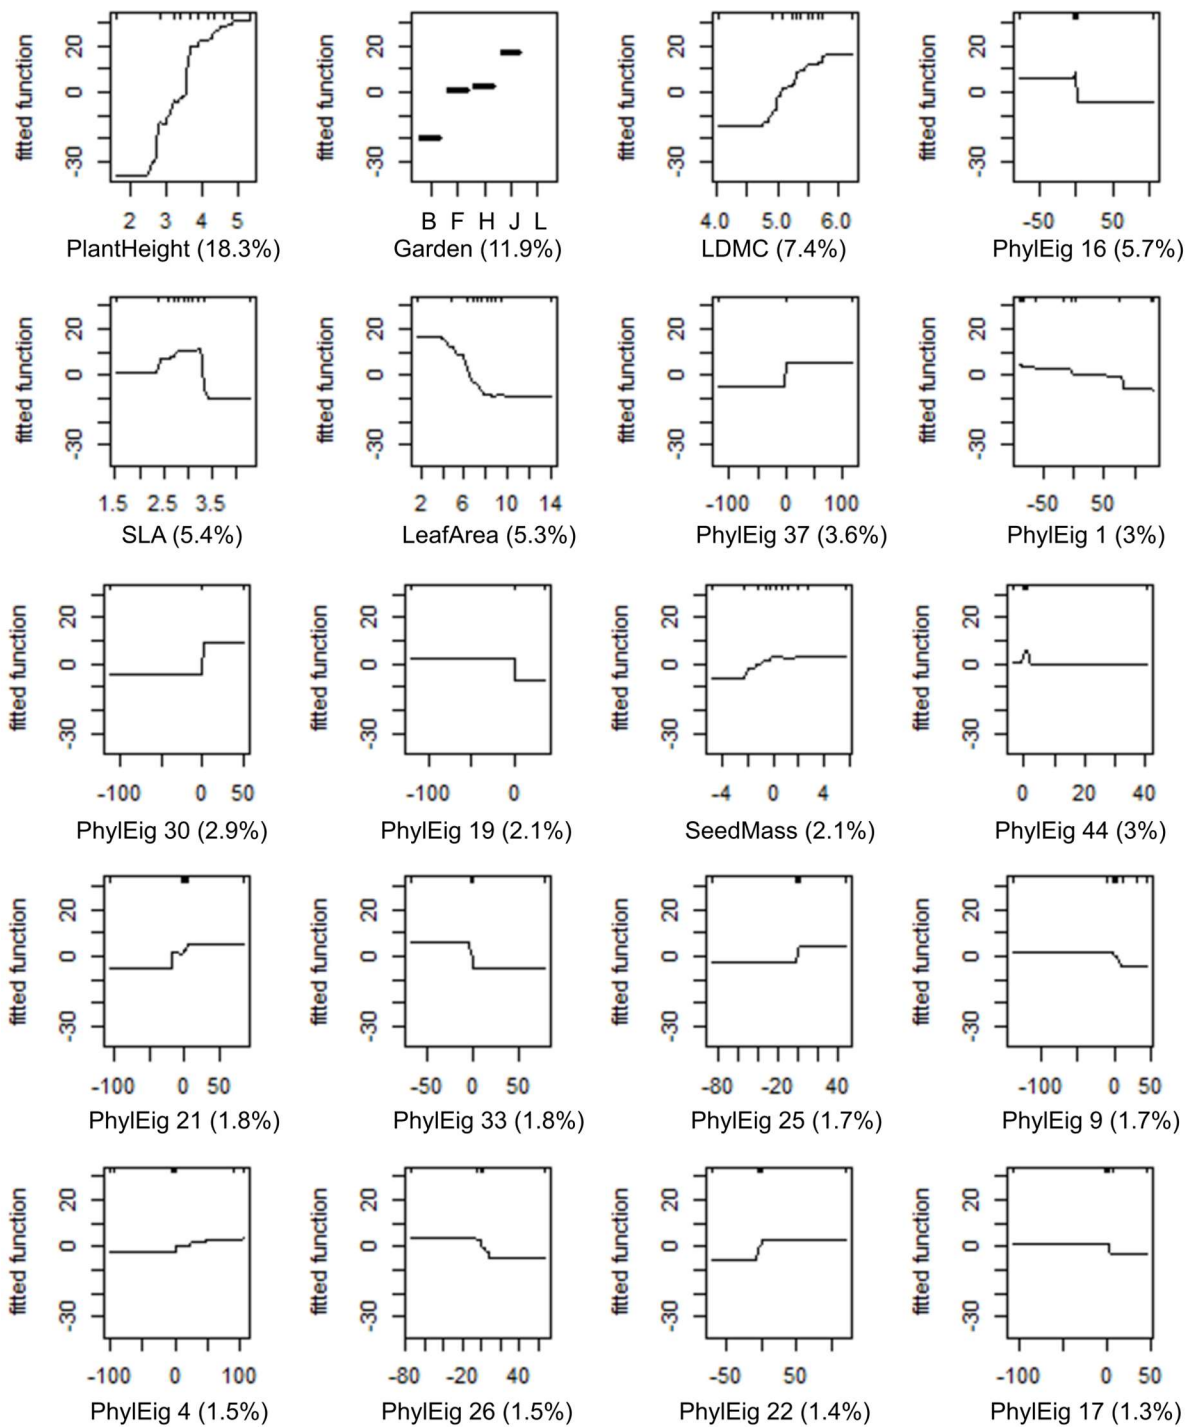 fitted function
20
0
-30
2 3 4 5
PlantHeight (18.3%)
fitted function
20
0
-30
B F H J L
Garden (11.9%)
fitted function
20
0
-30
4.0 5.0 6.0
LDMC (7.4%)
fitted function
20
0
-30
-50 50
PhylEig 16 (5.7%)
fitted function
20
0
-30
1.5 2.5 3.5
SLA (5.4%)
fitted function
20
0
-30
2 6 10 14
LeafArea (5.3%)
fitted function
20
0
-30
-100 0 100
PhylEig 37 (3.6%)
fitted function
20
0
-30
-50 50
PhylEig 1 (3%)
fitted function
20
0
-30
-100 0 50
PhylEig 30 (2.9%)
fitted function
20
0
-30
-100 0
PhylEig 19 (2.1%)
fitted function
20
0
-30
-4 0 4
SeedMass (2.1%)
fitted function
20
0
-30
0 20 40
PhylEig 44 (3%)
fitted function
20
0
-30
-100 0 50
PhylEig 21 (1.8%)
fitted function
20
0
-30
-50 0 50
PhylEig 33 (1.8%)
fitted function
20
0
-30
-80 -20 40
PhylEig 25 (1.7%)
fitted function
20
0
-30
-100 0 50
PhylEig 9 (1.7%)
fitted function
20
0
-30
-100 0 100
PhylEig 4 (1.5%)
fitted function
20
0
-30
-80 -20 40
PhylEig 26 (1.5%)
fitted function
20
0
-30
-50 50
PhylEig 22 (1.4%)
fitted function
20
0
-30
-100 0
PhylEig 17 (1.3%)